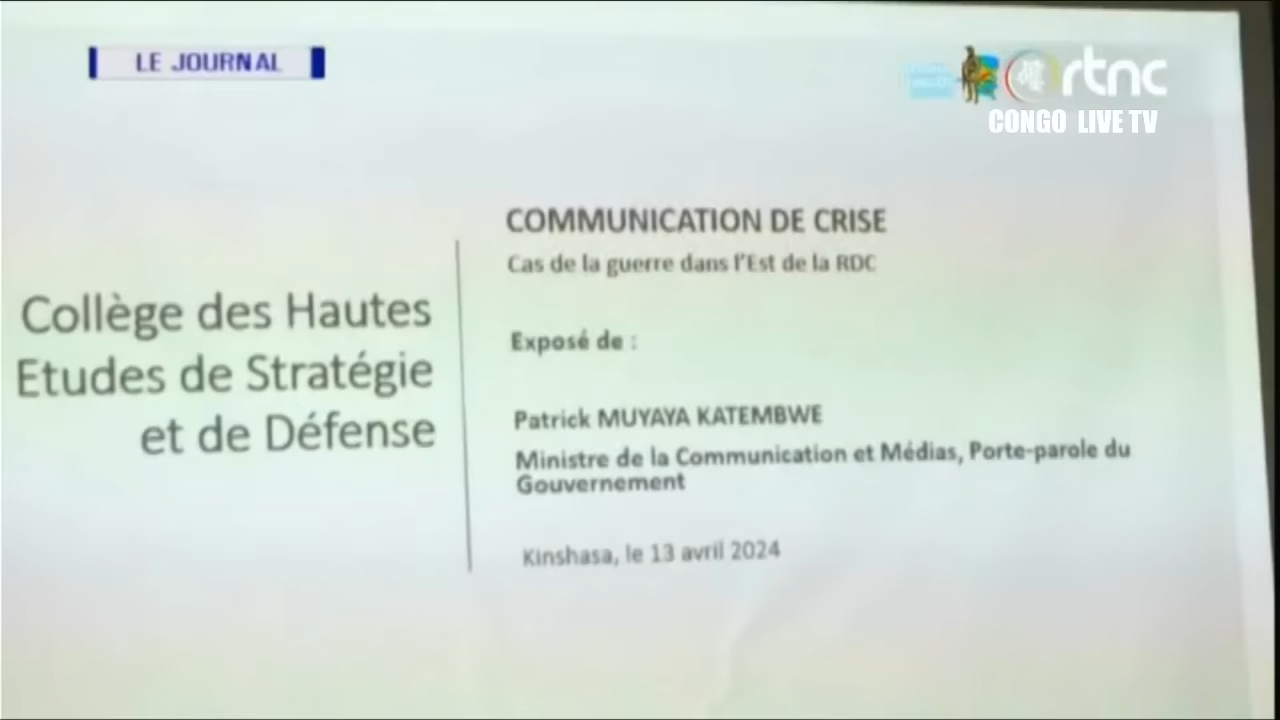 LE JOURNAL
rtnc
CONGO LIVE TV
COMMUNICATION DE CRISE
Cas de la guerre dans l'Est de la RDC
Collège des Hautes
Etudes de Stratégie
et de Défense
Exposé de :
Patrick MUYAYA KATEMBWE
Ministre de la Communication et Médias, Porte-parole du
Gouvernement
Kinshasa, le 13 avril 2024